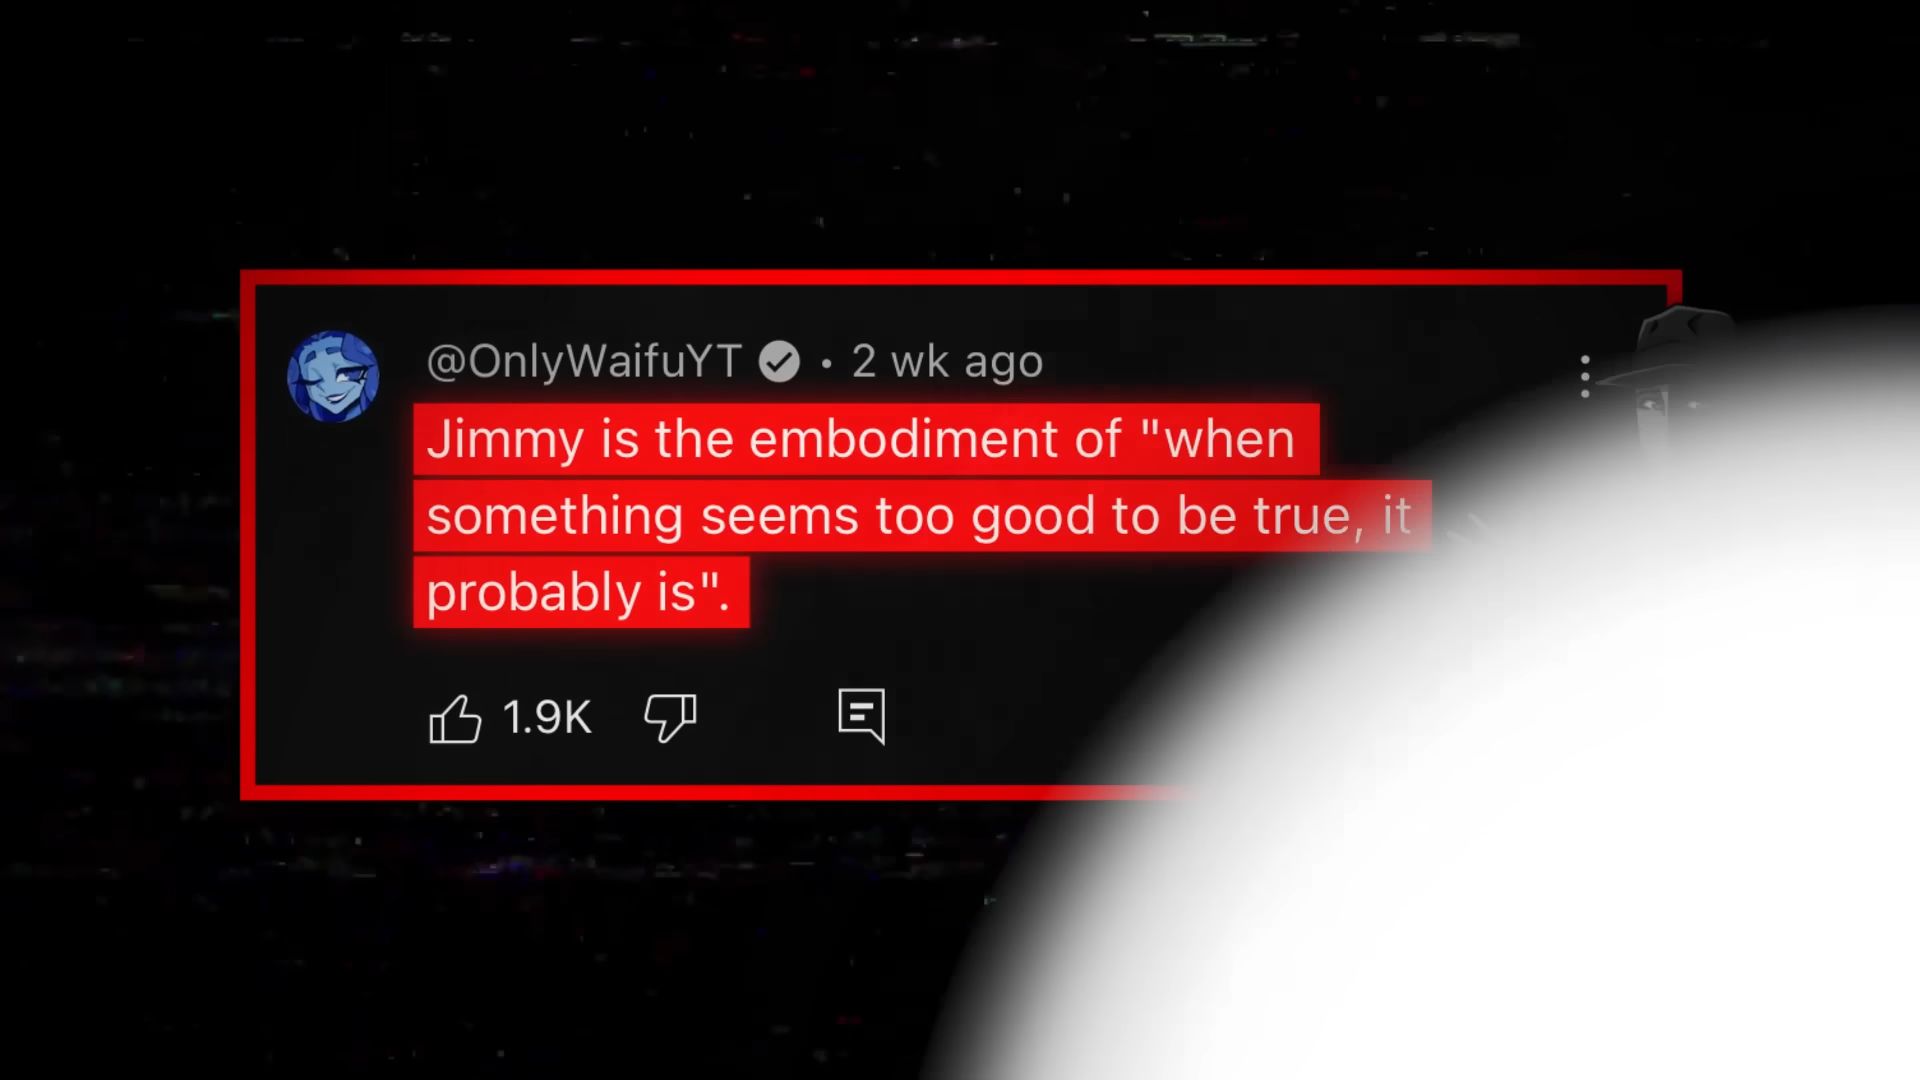 @OnlyWaifuYT • 2 wk ago
Jimmy is the embodiment of "when
something seems too good to be true, it
probably is".
1.9K